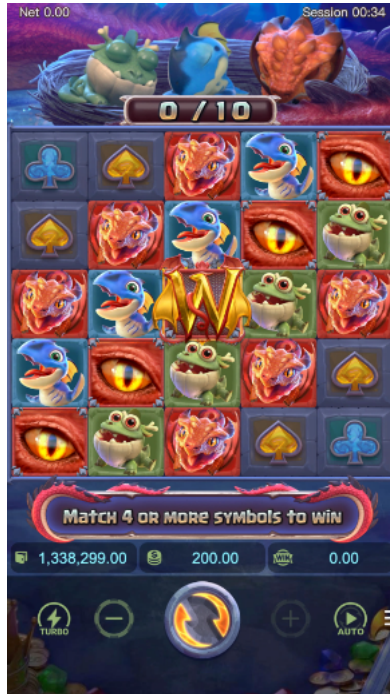 Net 0.00
Session 00:34
0 / 10
W
Match 4 or more symbols to win
1,338,299.00
200.00
WIN
0.00
TURBO
AUTO